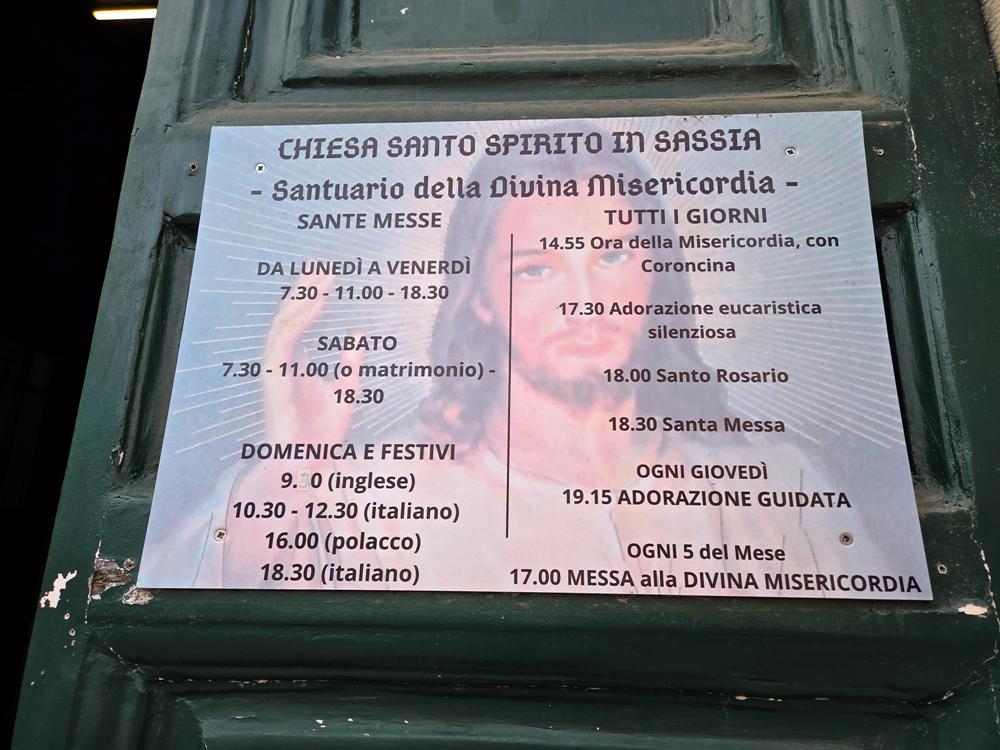 CHIESA SANTO SPIRITO IN SASSIA
- Santuario della Divina Misericordia -
SANTE MESSE
DA LUNEDÌ A VENERDÌ
7.30 - 11.00 - 18.30
SABATO
7.30 - 11.00 (o matrimonio) -
18.30
DOMENICA E FESTIVI
9.30 (inglese)
10.30 - 12.30 (italiano)
16.00 (polacco)
18.30 (italiano)
TUTTI I GIORNI
14.55 Ora della Misericordia, con
Coroncina
17.30 Adorazione eucaristica
silenziosa
18.00 Santo Rosario
18.30 Santa Messa
OGNI GIOVEDÌ
19.15 ADORAZIONE GUIDATA
OGNI 5 del Mese
17.00 MESSA alla DIVINA MISERICORDIA